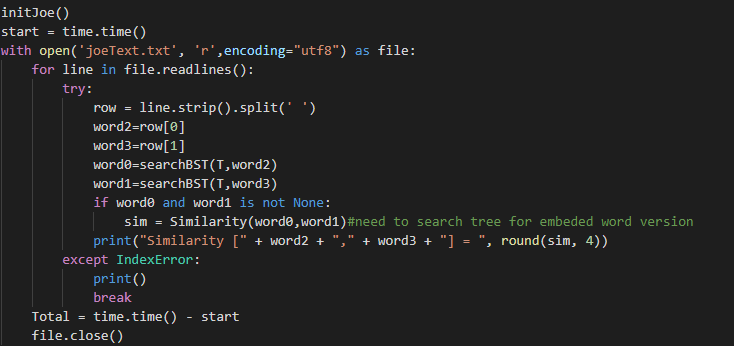 initJoe()
start = time.time()
with open('joeText.txt', 'r',encoding="utf8") as file:
    for line in file.readlines():
        try:
            row = line.strip().split(' ')
            word2=row[0]
            word3=row[1]
            word0=searchBST(T,word2)
            word1=searchBST(T,word3)
            if word0 and word1 is not None:
                sim = Similarity(word0,word1)#need to search tree for embeded word version
            print("Similarity [" + word2 + "," + word3 + "] = ", round(sim, 4))
        except IndexError:
            print()
            break
    Total = time.time() - start
    file.close()